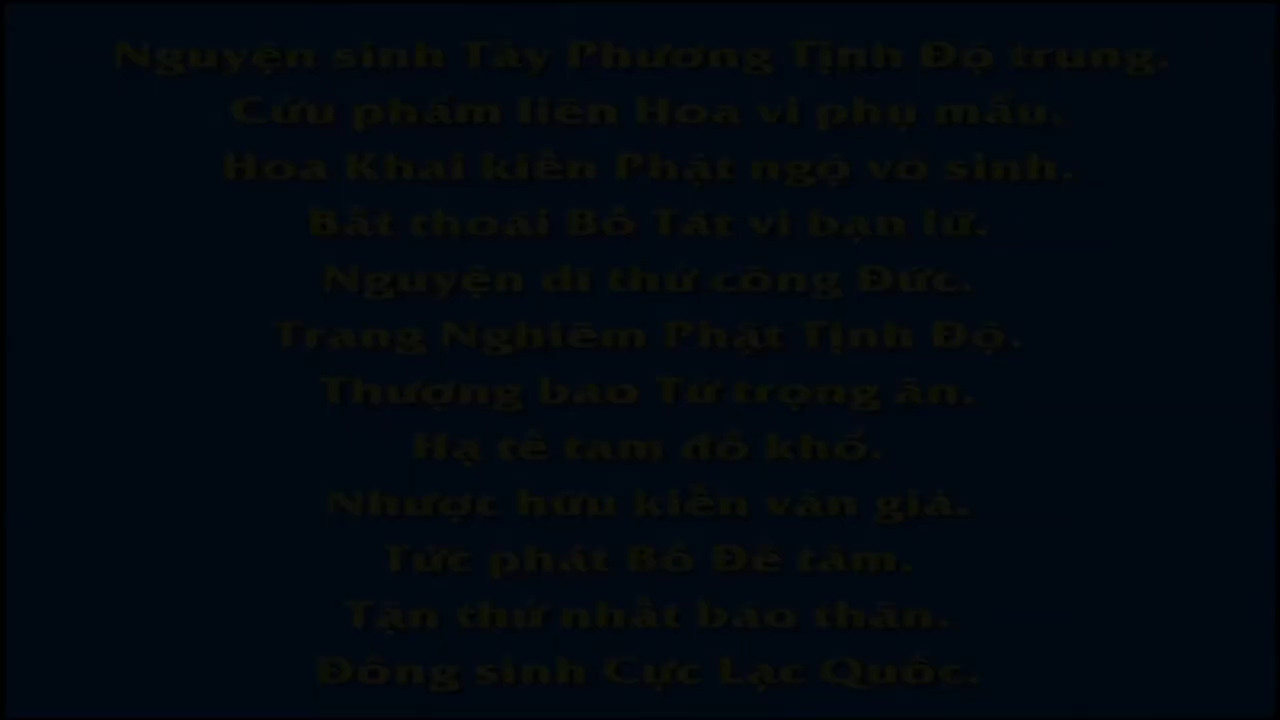 Nguyện sinh Tây Phương Tịnh Độ trung.
Cửu phẩm liên Hoa vi phụ mẫu.
Hoa Khai kiến Phật ngộ vô sinh.
Bất thoái Bồ Tát vi bạn lữ.
Nguyện dĩ thử công Đức.
Trang Nghiêm Phật Tịnh Độ.
Thượng báo Tứ trọng ân.
Hạ tế tam đồ khổ.
Nhược hữu kiến văn giả.
Tức phát Bồ Đề tâm.
Tận thử nhất báo thân.
Đồng sinh Cực Lạc Quốc.